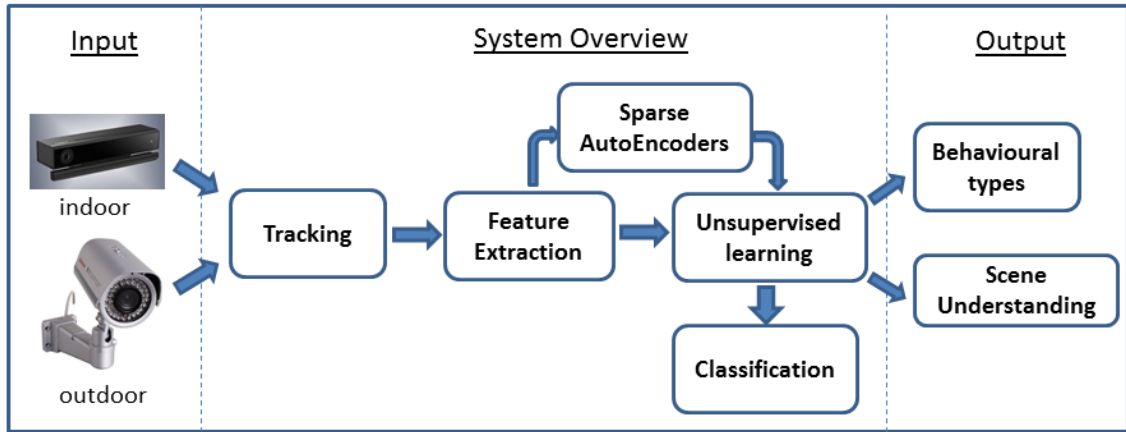 Input
System Overview
Output
indoor
outdoor
Tracking
Feature
Extraction
Sparse
AutoEncoders
Unsupervised
learning
Classification
Behavioural
types
Scene
Understanding